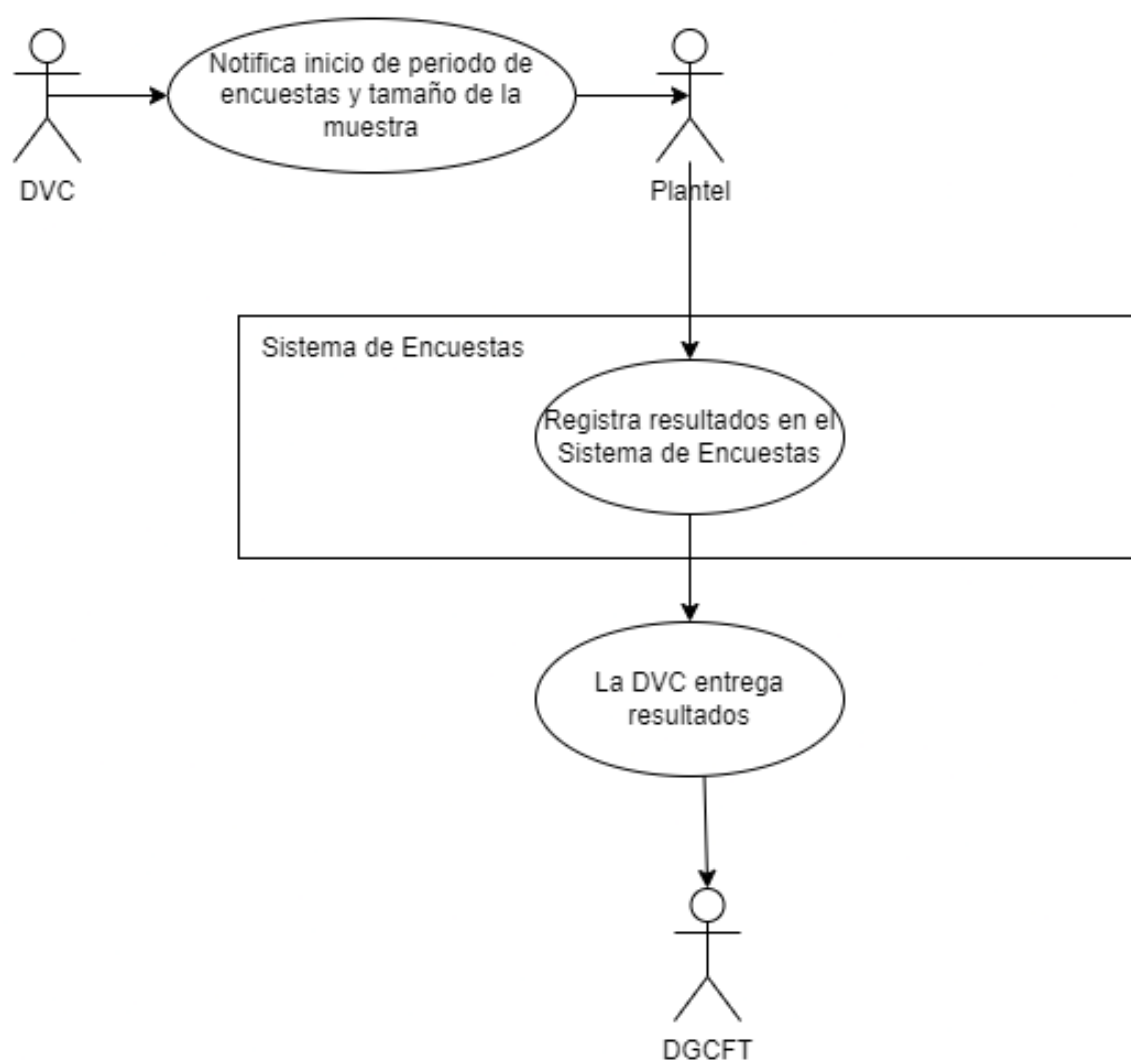 Notifica inicio de periodo de
encuestas y tamaño de la
muestra
DVC
Plantel
Sistema de Encuestas
Registra resultados en el
Sistema de Encuestas
La DVC entrega
resultados
DGCFT